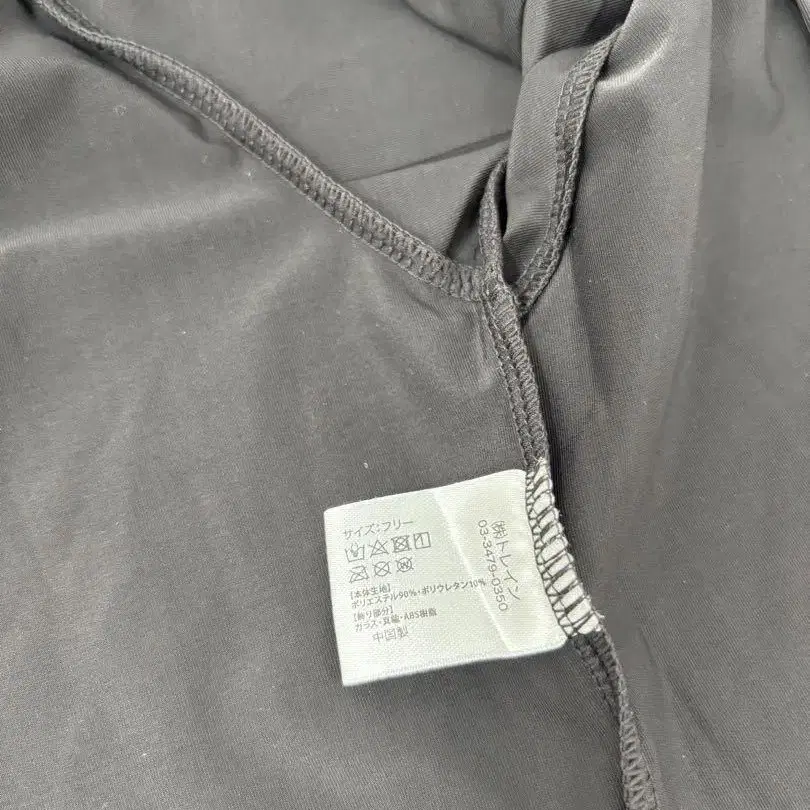 サイズ:フリー
【本体生地】
ポリエステル90%・ポリウレタン10%
【飾り部分】
ガラス・真鍮・ABS樹脂
中国製
㈱トレイン
03-3479-0350